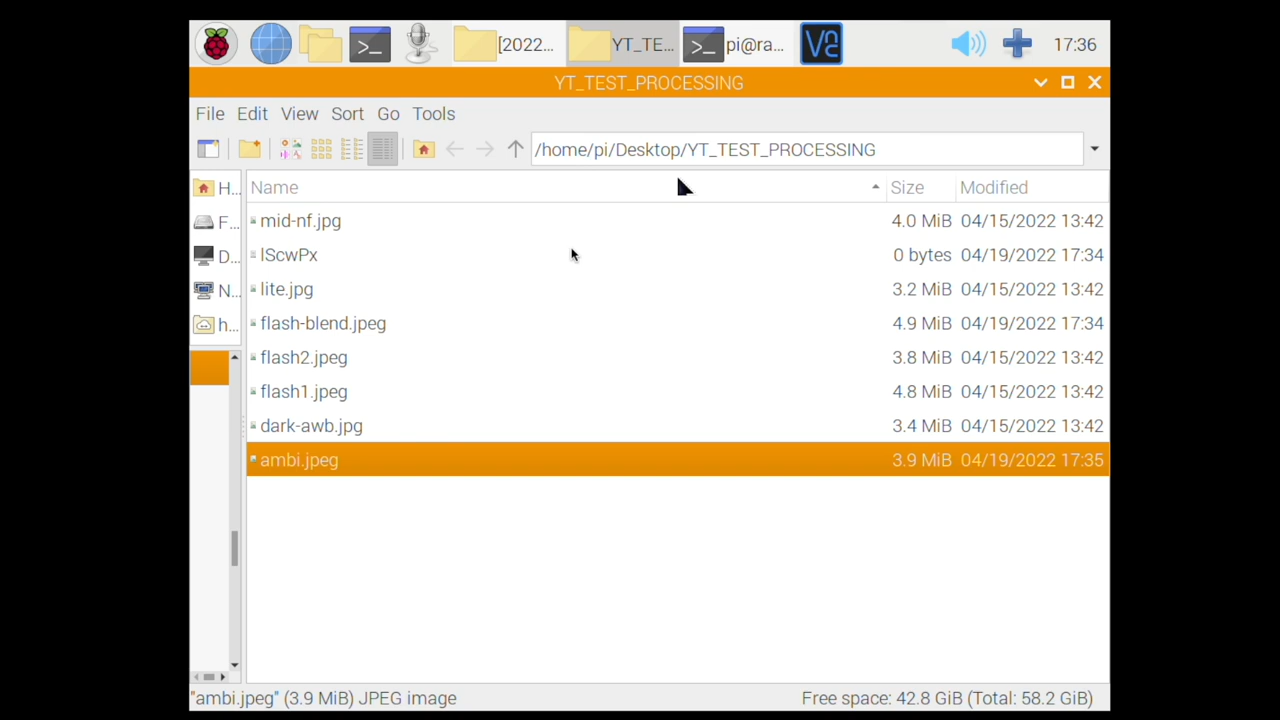 [2022... YT_TE... pi@ra... 17:36
YT_TEST_PROCESSING
File Edit View Sort Go Tools
/home/pi/Desktop/YT_TEST_PROCESSING
H... Name Size Modified
mid-nf.jpg 4.0 MiB 04/15/2022 13:42
F...
lScwPx 0 bytes 04/19/2022 17:34
D...
lite.jpg 3.2 MiB 04/15/2022 13:42
N...
flash-blend.jpeg 4.9 MiB 04/19/2022 17:34
h...
flash2.jpeg 3.8 MiB 04/15/2022 13:42
flash1.jpeg 4.8 MiB 04/15/2022 13:42
dark-awb.jpg 3.4 MiB 04/15/2022 13:42
ambi.jpeg 3.9 MiB 04/19/2022 17:35
"ambi.jpeg" (3.9 MiB) JPEG image Free space: 42.8 GiB (Total: 58.2 GiB)